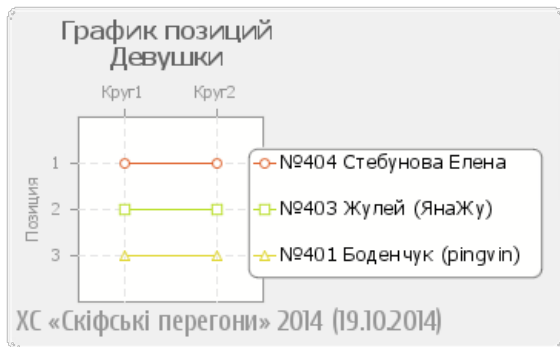 График позиций
Девушки
Круг1 Круг2
Позиция
1
2
3
№404 Стебунова Елена
№403 Жулей (ЯнаЖу)
№401 Боденчук (pingvin)
ХС «Скіфські перегони» 2014 (19.10.2014)